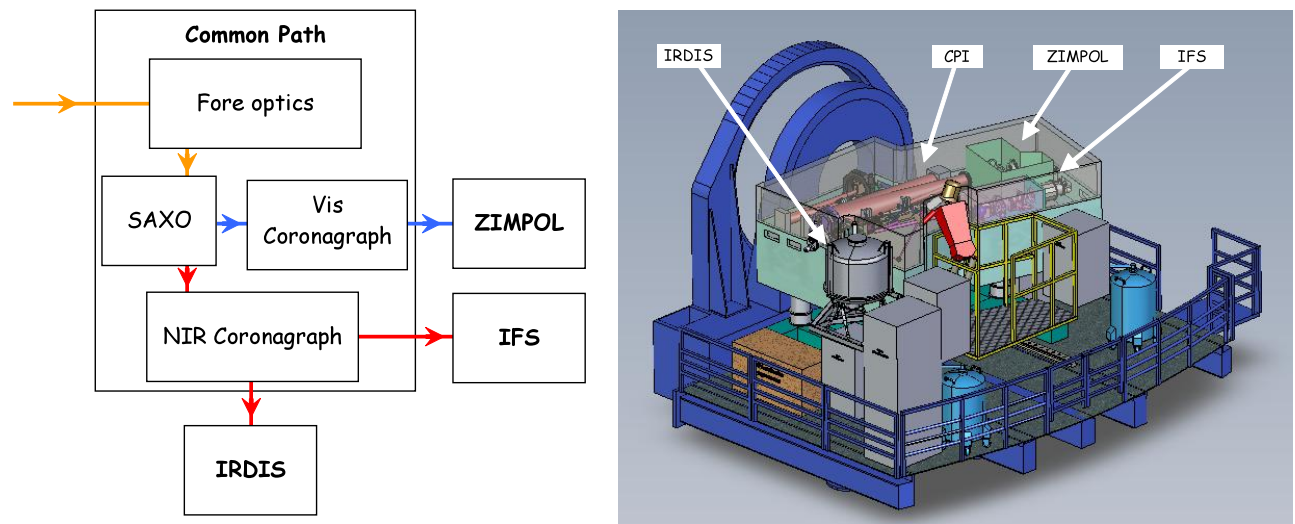 Common Path
Fore optics
SAXO
Vis
Coronagraph
ZIMPOL
NIR Coronagraph
IFS
IRDIS
IRDIS
CPI
ZIMPOL
IFS